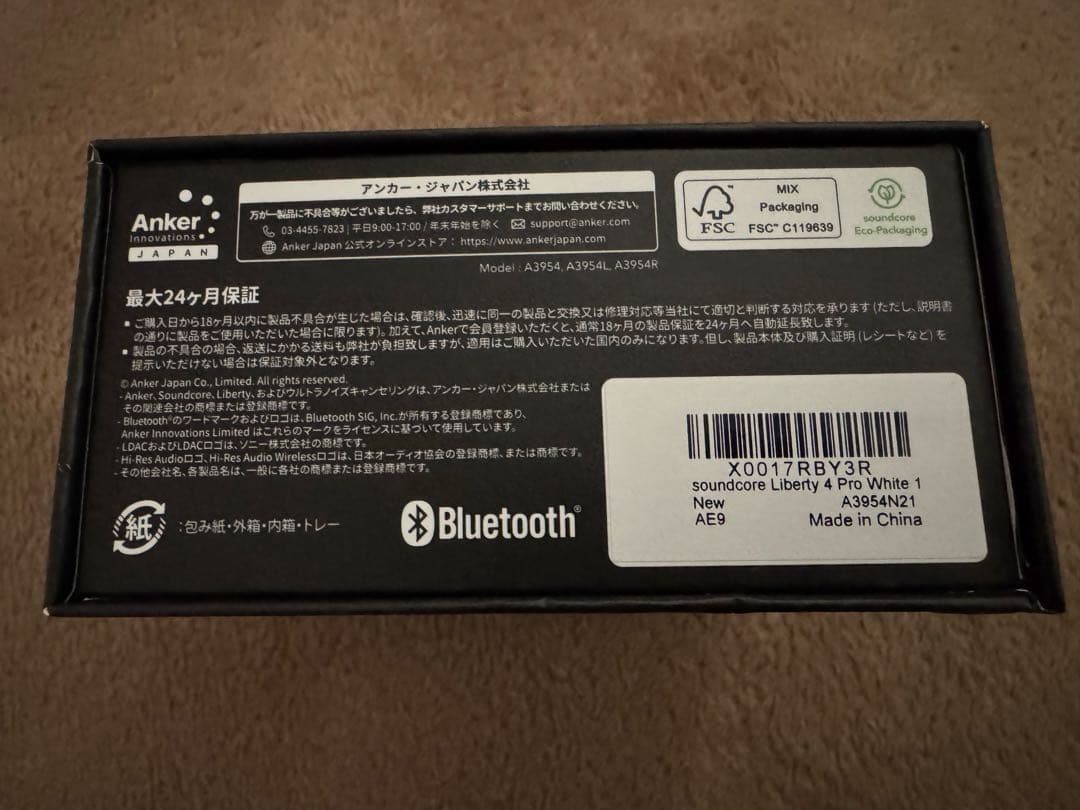 Anker
Innovations
JAPAN
アンカー・ジャパン株式会社
万が一製品に不具合等がございましたら、弊社カスタマーサポートまでお問い合わせください。
03-4455-7823 | 平日9:00-17:00 / 年末年始を除く support@anker.com
Anker Japan 公式オンラインストア : https://www.ankerjapan.com
Model : A3954, A3954L, A3954R
FSC™
MIX
Packaging
FSC™ C119639
soundcore
Eco-Packaging
最大24ヶ月保証
▪ ご購入日から18ヶ月以内に製品不具合が生じた場合は、確認後、迅速に同一の製品と交換又は修理対応等当社にて適切と判断する対応を承ります(ただし、説明書
の通りに製品をご使用いただいた場合に限ります)。加えて、Ankerで会員登録いただくと、通常18ヶ月の製品保証を24ヶ月へ自動延長致します。
▪ 製品の不具合の場合、返送にかかる送料も弊社が負担致しますが、適用はご購入いただいた国内のみになります。但し、製品本体及び購入証明(レシートなど)を
提示いただけない場合は保証対象外となります。
© Anker Japan Co., Limited. All rights reserved.
- Anker, Soundcore, Liberty, およびウルトラノイズキャンセリングは、アンカー・ジャパン株式会社または
その関連会社の商標または登録商標です。
- Bluetooth®のワードマークおよびロゴは、Bluetooth SIG, Inc.が所有する登録商標であり、
Anker Innovations Limited はこれらのマークをライセンスに基づいて使用しています。
- LDACおよびLDACロゴは、ソニー株式会社の商標です。
- Hi-Res Audioロゴ、Hi-Res Audio Wirelessロゴは、日本オーディオ協会の登録商標、または商標です。
- その他会社名、各製品名は、一般に各社の商標または登録商標です。
紙 :包み紙・外箱・内箱・トレー
Bluetooth®
X0017RBY3R
soundcore Liberty 4 Pro White 1
New A3954N21
AE9 Made in China